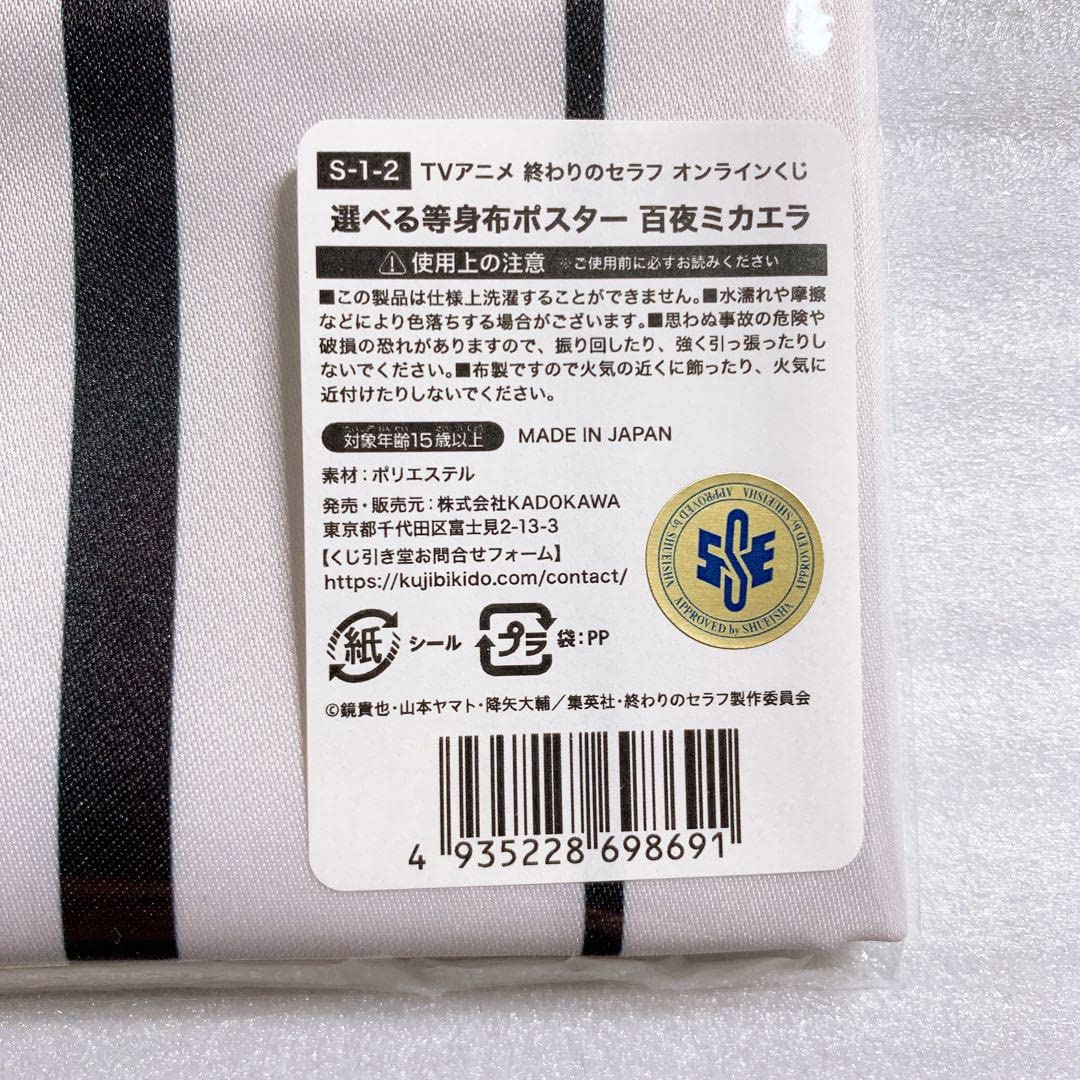 S-1-2 TVアニメ 終わりのセラフ オンラインくじ
選べる等身布ポスター 百夜ミカエラ
⚠使用上の注意 ※ご使用前に必ずお読みください
■この製品は仕様上洗濯することができません。■水濡れや摩擦
などにより色落ちする場合がございます。■思わぬ事故の危険や
破損の恐れがありますので、振り回したり、強く引っ張ったりし
ないでください。■布製ですので火気の近くに飾ったり、火気に
近付けたりしないでください。
対象年齢15歳以上 MADE IN JAPAN
素材：ポリエステル
発売・販売元：株式会社KADOKAWA
東京都千代田区富士見2-13-3
【くじ引き堂お問合せフォーム】
https://kujibikido.com/contact/
APPROVED by SHUEISHA APPROVED by SHUEISHA APPROVED by SHUEISHA
SSE
紙 シール プラ 袋：PP
©鏡貴也・山本ヤマト・降矢大輔／集英社・終わりのセラフ製作委員会
4 935228 698691